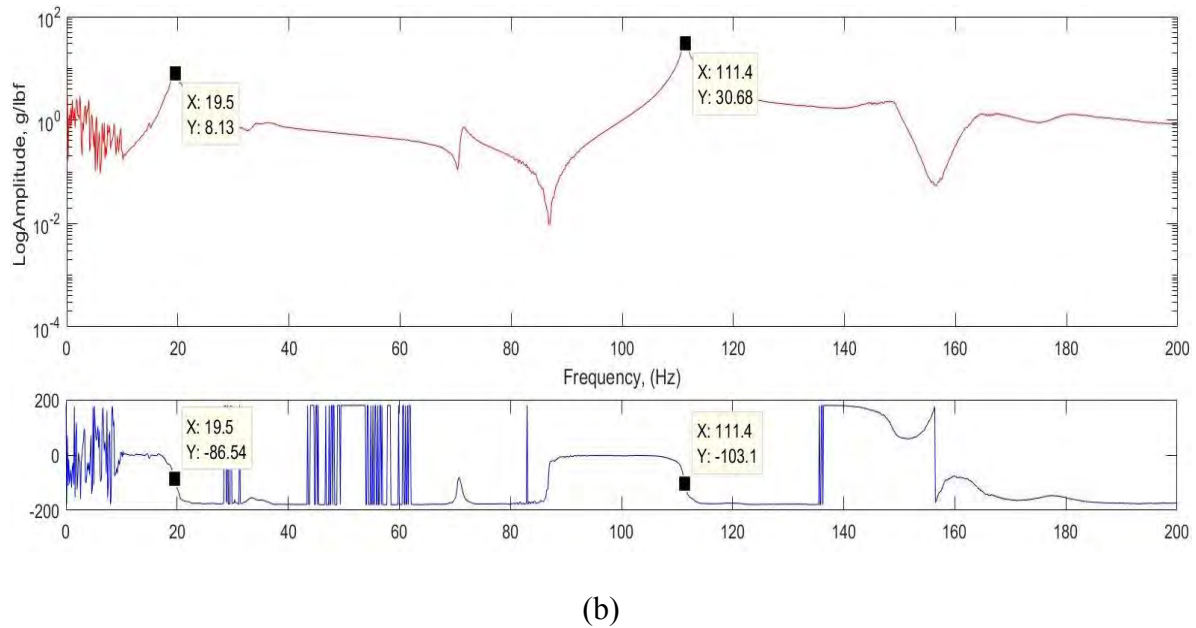 10^2
X: 19.5
Y: 8.13
X: 111.4
Y: 30.68
10^0
10^-2
10^-4
LogAmplitude, g/lbf
0 20 40 60 80 100 120 140 160 180 200
Frequency, (Hz)
200
0
-200
X: 19.5
Y: -86.54
X: 111.4
Y: -103.1
0 20 40 60 80 100 120 140 160 180 200
(b)